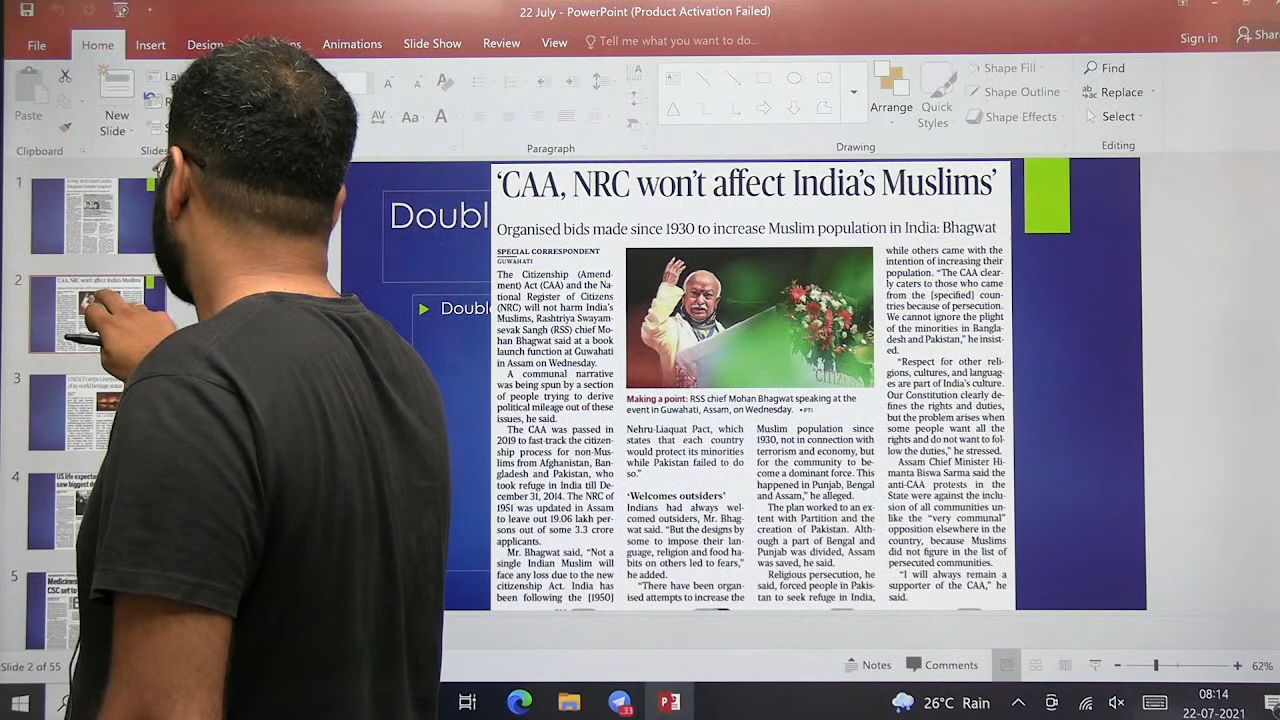 22 July - PowerPoint (Product Activation Failed)
File
Home
Insert
Animations
Slide Show
Review
View
Tell me what you want to do...
Sign in
Paste
New
Slide
Clipboard
Slides
Paragraph
Arrange
Quick
Styles
Shape Fill
Shape Outline
Shape Effects
Drawing
Find
Replace
Select
Editing
1
2
3
4
5
'CAA, NRC won't affect India's Muslims'
Organised bids made since 1930 to increase Muslim population in India: Bhagwat
SPECIAL CORRESPONDENT
GUWAHATI
The Citizenship (Amend-
ment) Act (CAA) and the Na-
tional Register of Citizens
(NRC) will not harm India's
Muslims, Rashtriya Swayam-
sevak Sangh (RSS) chief Mo-
han Bhagwat said at a book
launch function at Guwahati
in Assam on Wednesday.
A communal narrative
was being spun by a section
of people trying to derive
political mileage out of these
issues, he said.
The CAA was passed in
2019 to fast-track the citizen-
ship process for non-Mus-
lims from Afghanistan, Ban-
gladesh and Pakistan, who
took refuge in India till De-
cember 31, 2014. The NRC of
1951 was updated in Assam
to leave out 19.06 lakh per-
sons out of some 3.3 crore
applicants.
Mr. Bhagwat said, "Not a
single Indian Muslim will
face any loss due to the new
citizenship Act. India has
been following the [1950]
Making a point: RSS chief Mohan Bhagwat speaking at the
event in Guwahati, Assam, on Wednesday. • PTI
Nehru-Liaquat Pact, which
states that each country
would protect its minorities
while Pakistan failed to do
so."
'Welcomes outsiders'
Indians had always wel-
comed outsiders, Mr. Bhag-
wat said. "But the designs by
some to impose their lan-
guage, religion and food ha-
bits on others led to fears,"
he added.
"There have been organ-
ised attempts to increase the
Muslim population since
1930, not in connection with
terrorism and economy, but
for the community to be-
come a dominant force. This
happened in Punjab, Bengal
and Assam," he alleged.
The plan worked to an ex-
tent with Partition and the
creation of Pakistan. Alth-
ough a part of Bengal and
Punjab was divided, Assam
was saved, he said.
Religious persecution, he
said, forced people in Pakis-
tan to seek refuge in India,
while others came with the
intention of increasing their
population. "The CAA clear-
ly caters to those who came
from the [specified] coun-
tries because of persecution.
We cannot ignore the plight
of the minorities in Bangla-
desh and Pakistan," he insist-
ed.
"Respect for other reli-
gions, cultures, and languag-
es are part of India's culture.
Our Constitution clearly de-
fines the rights and duties,
but the problem arises when
some people want all the
rights and do not want to fol-
low the duties," he stressed.
Assam Chief Minister Hi-
manta Biswa Sarma said the
anti-CAA protests in the
State were against the inclu-
sion of all communities un-
like the "very communal"
opposition elsewhere in the
country, because Muslims
did not figure in the list of
persecuted communities.
"I will always remain a
supporter of the CAA," he
said.
Slide 2 of 55
Notes
Comments
62%
33
26°C Rain
08:14
22-07-2021